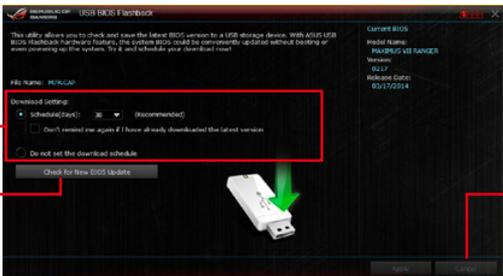 REPUBLIC OF
GAMERS
USB BIOS Flashback
This utility allows you to check and save the latest BIOS version to a USB storage device. With ASUS USB
BIOS Flashback hardware feature, the system BIOS could be conveniently updated without booting or
even powering up the system. Try it and schedule your download now!
File Name: M7R.CAP
Download Setting:
Schedule(days): 30 (Recommended)
Don't remind me again if I have already downloaded the latest version
Do not set the download schedule
Check for New BIOS Update
Current BIOS
Model Name:
MAXIMUS VII RANGER
Version:
0217
Release Date:
03/17/2014
Apply
Cancel